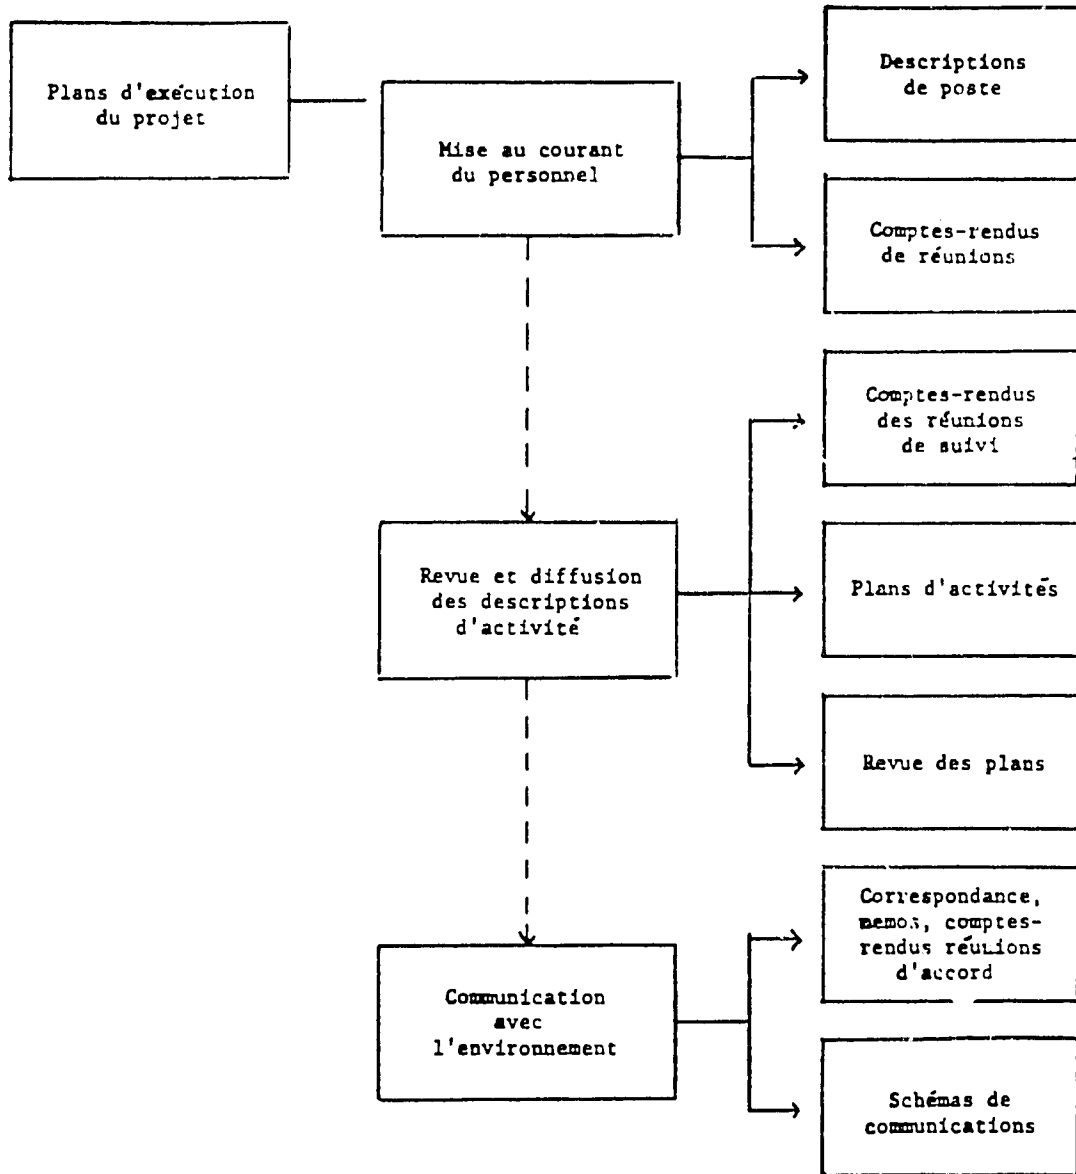 Plans d'exécution
du projet
Mise au courant
du personnel
Descriptions
de poste
Comptes-rendus
de réunions
Comptes-rendus
des réunions
de suivi
Revue et diffusion
des descriptions
d'activité
Plans d'activités
Revue des plans
Communication
avec
l'environnement
Correspondance,
memos, comptes-
rendus réunions
d'accord
Schémas de
communications